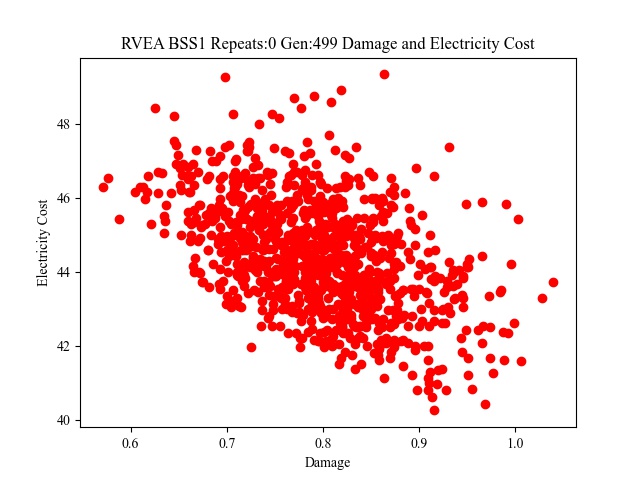 RVEA BSS1 Repeats:0 Gen:499 Damage and Electricity Cost
48
46
44
42
40
Electricity Cost
0.6 0.7 0.8 0.9 1.0
Damage